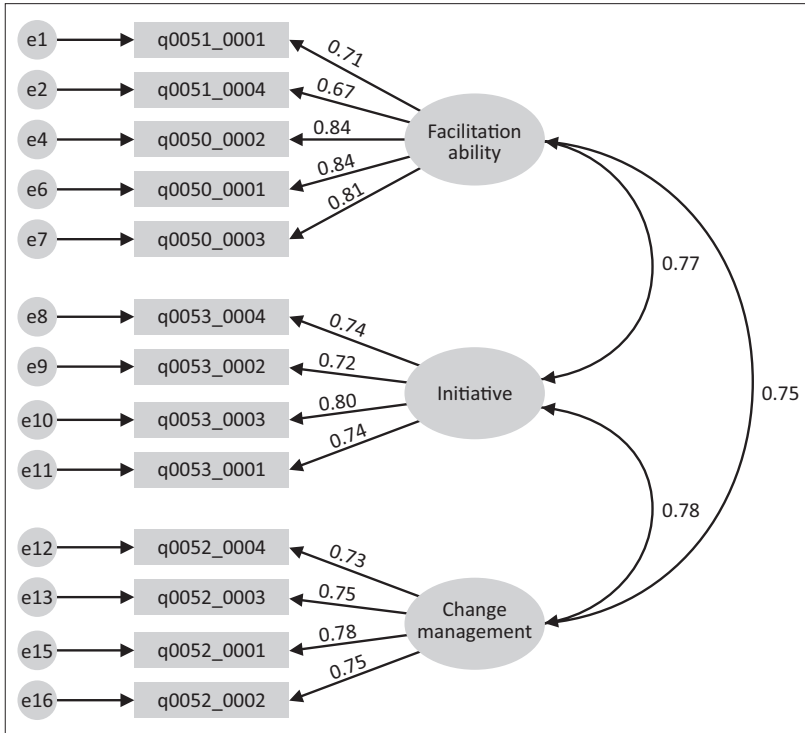 e1 q0051_0001 0.71
e2 q0051_0004 0.67
e4 q0050_0002 0.84
Facilitation
ability
e6 q0050_0001 0.84
e7 q0050_0003 0.81
0.77
e8 q0053_0004 0.74
e9 q0053_0002 0.72
Initiative
0.75
e10 q0053_0003 0.80
e11 q0053_0001 0.74
0.78
e12 q0052_0004 0.73
e13 q0052_0003 0.75
Change
management
e15 q0052_0001 0.78
e16 q0052_0002 0.75